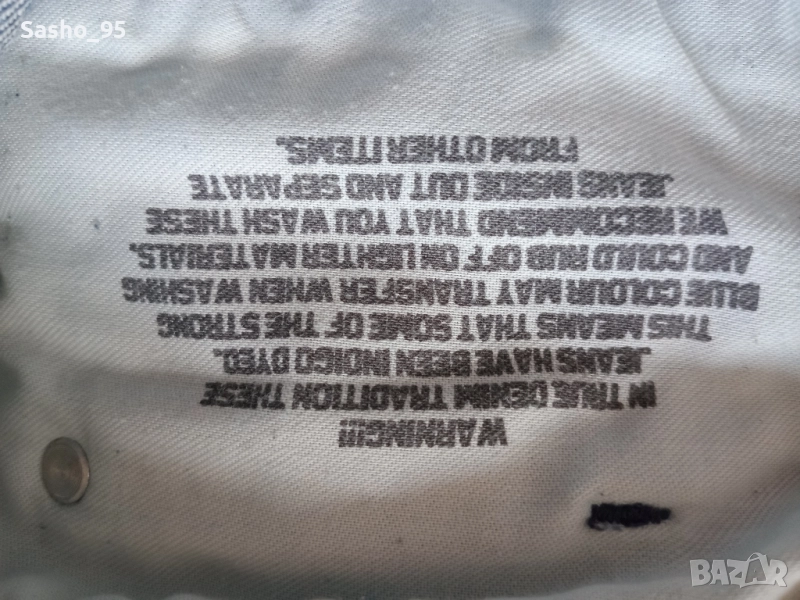 Sasho_95
WARNING!!!
IN TRUE DENIM TRADITION THESE
JEANS HAVE BEEN INDIGO DYED.
THIS MEANS THAT SOME OF THE STRONG
BLUE COLOUR MAY TRANSFER WHEN WASHING
AND COULD RUB OFF ON LIGHTER MATERIALS.
WE RECOMMEND THAT YOU WASH THESE
JEANS INSIDE OUT AND SEPARATE
FROM OTHER ITEMS.
BAZAR